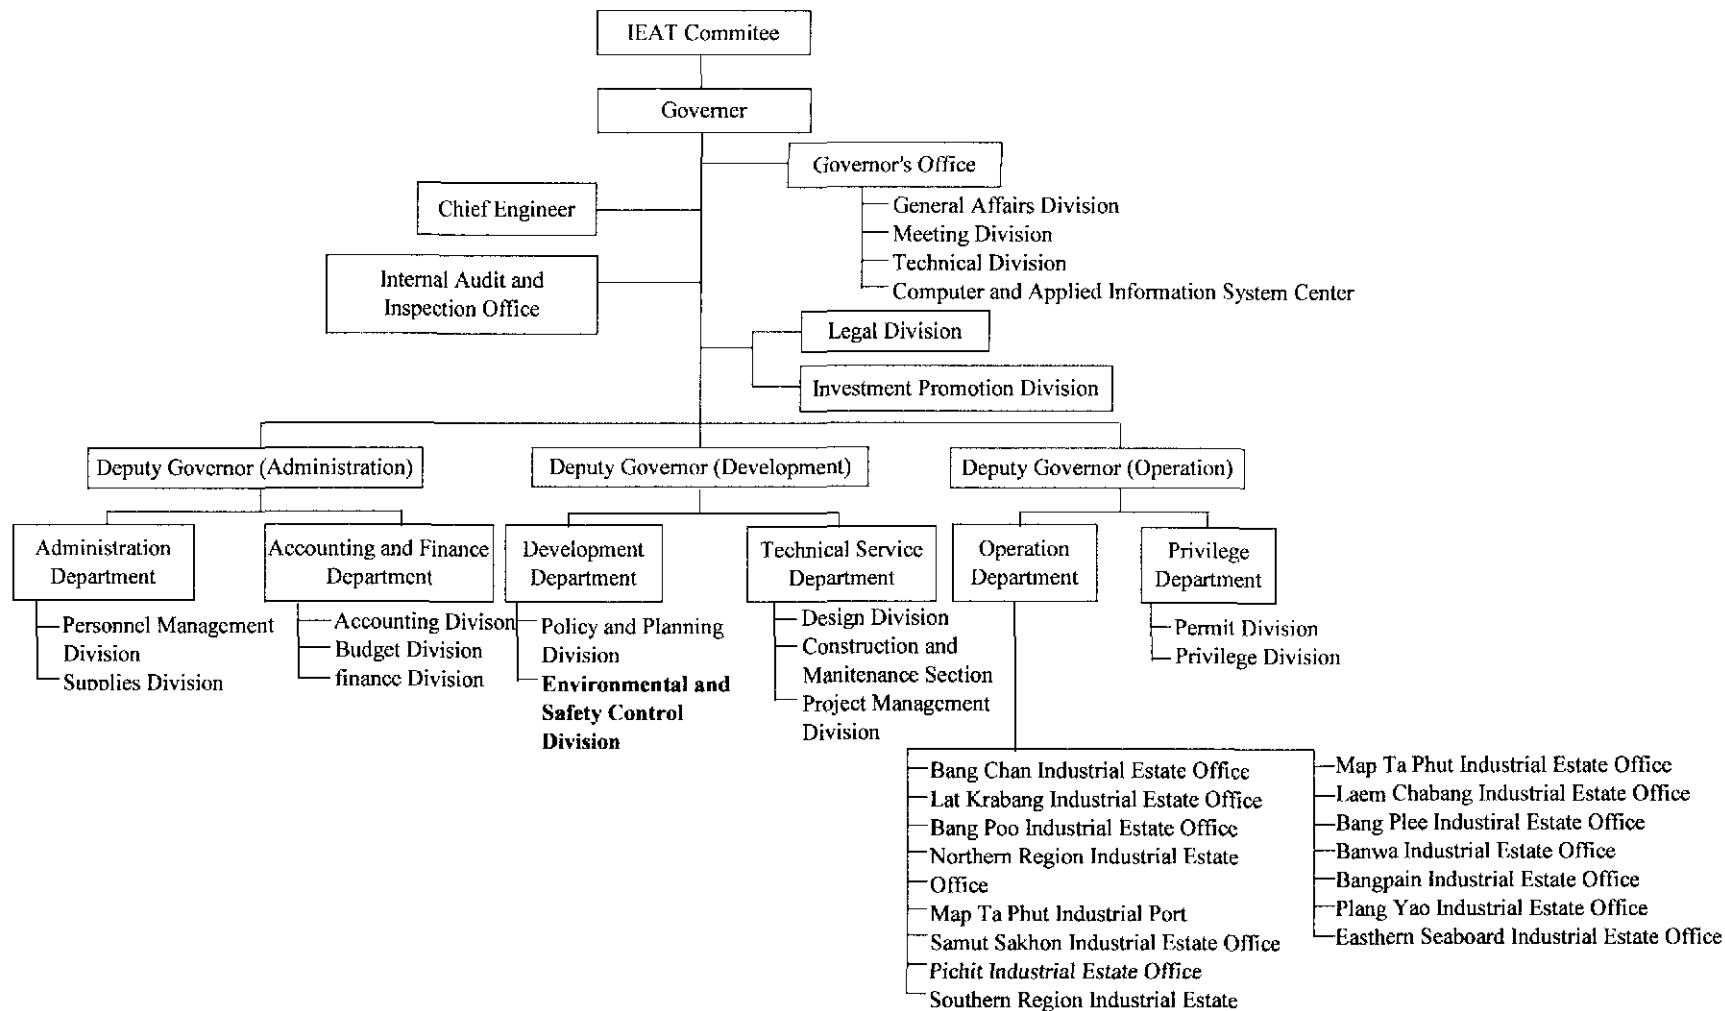 IEAT Commitee
Governer
Governor's Office
General Affairs Division
Meeting Division
Technical Division
Computer and Applied Information System Center
Chief Engineer
Internal Audit and
Inspection Office
Legal Division
Investment Promotion Division
Deputy Governor (Administration)
Deputy Governor (Development)
Deputy Governor (Operation)
Administration
Department
Personnel Management
Division
Supplies Division
Accounting and Finance
Department
Accounting Divison
Budget Division
finance Division
Development
Department
Policy and Planning
Division
Environmental and
Safety Control
Division
Technical Service
Department
Design Division
Construction and
Manitenance Section
Project Management
Division
Operation
Department
Privilege
Department
Permit Division
Privilege Division
Bang Chan Industrial Estate Office
Lat Krabang Industrial Estate Office
Bang Poo Industrial Estate Office
Northern Region Industrial Estate
Office
Map Ta Phut Industrial Port
Samut Sakhon Industrial Estate Office
Pichit Industrial Estate Office
Southern Region Industrial Estate
Map Ta Phut Industrial Estate Office
Laem Chabang Industrial Estate Office
Bang Plee Industiral Estate Office
Banwa Industrial Estate Office
Bangpain Industrial Estate Office
Plang Yao Industrial Estate Office
Easthern Seaboard Industrial Estate Office